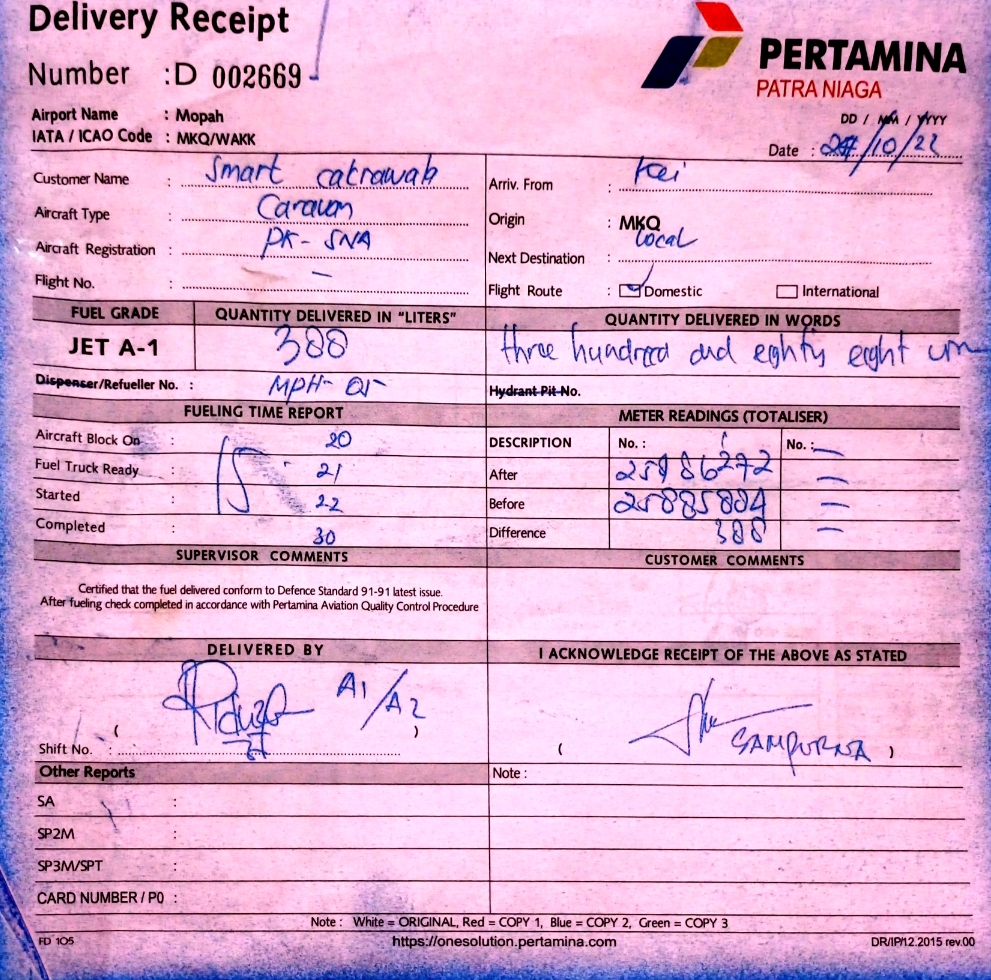 Delivery Receipt
Number : D 002669
PERTAMINA
PATRA NIAGA
Airport Name : Mopah
IATA / ICAO Code : MKQ/WAKK
DD / MM / YYYY
Date : /10/22
Customer Name : Smart catrawab
Arriv. From : Kei
Aircraft Type : Caravan
Origin : MKQ
Aircraft Registration : PK-SNA
Next Destination : local
Flight No. : –
Flight Route : Domestic International
FUEL GRADE QUANTITY DELIVERED IN "LITERS" QUANTITY DELIVERED IN WORDS
JET A-1 388 three hundred and eighty eight
Dispenser/Refueller No. : MPH-05
Hydrant Pit No.
FUELING TIME REPORT METER READINGS (TOTALISER)
Aircraft Block On : 20
DESCRIPTION No. : No. : –
Fuel Truck Ready : 15 21
After 25886272 –
Started : 22
Before 25885884 –
Completed : 30
Difference 388 –
SUPERVISOR COMMENTS CUSTOMER COMMENTS
Certified that the fuel delivered conform to Defence Standard 91-91 latest issue.
After fueling check completed in accordance with Pertamina Aviation Quality Control Procedure
DELIVERED BY I ACKNOWLEDGE RECEIPT OF THE ABOVE AS STATED
A1/A2
( )
( SAMPURNA )
Shift No. :
Other Reports Note :
SA :
SP2M :
SP3M/SPT :
CARD NUMBER / PO :
Note : White = ORIGINAL, Red = COPY 1, Blue = COPY 2, Green = COPY 3
FD 105 https://onesolution.pertamina.com DR/IP/12.2015 rev.00